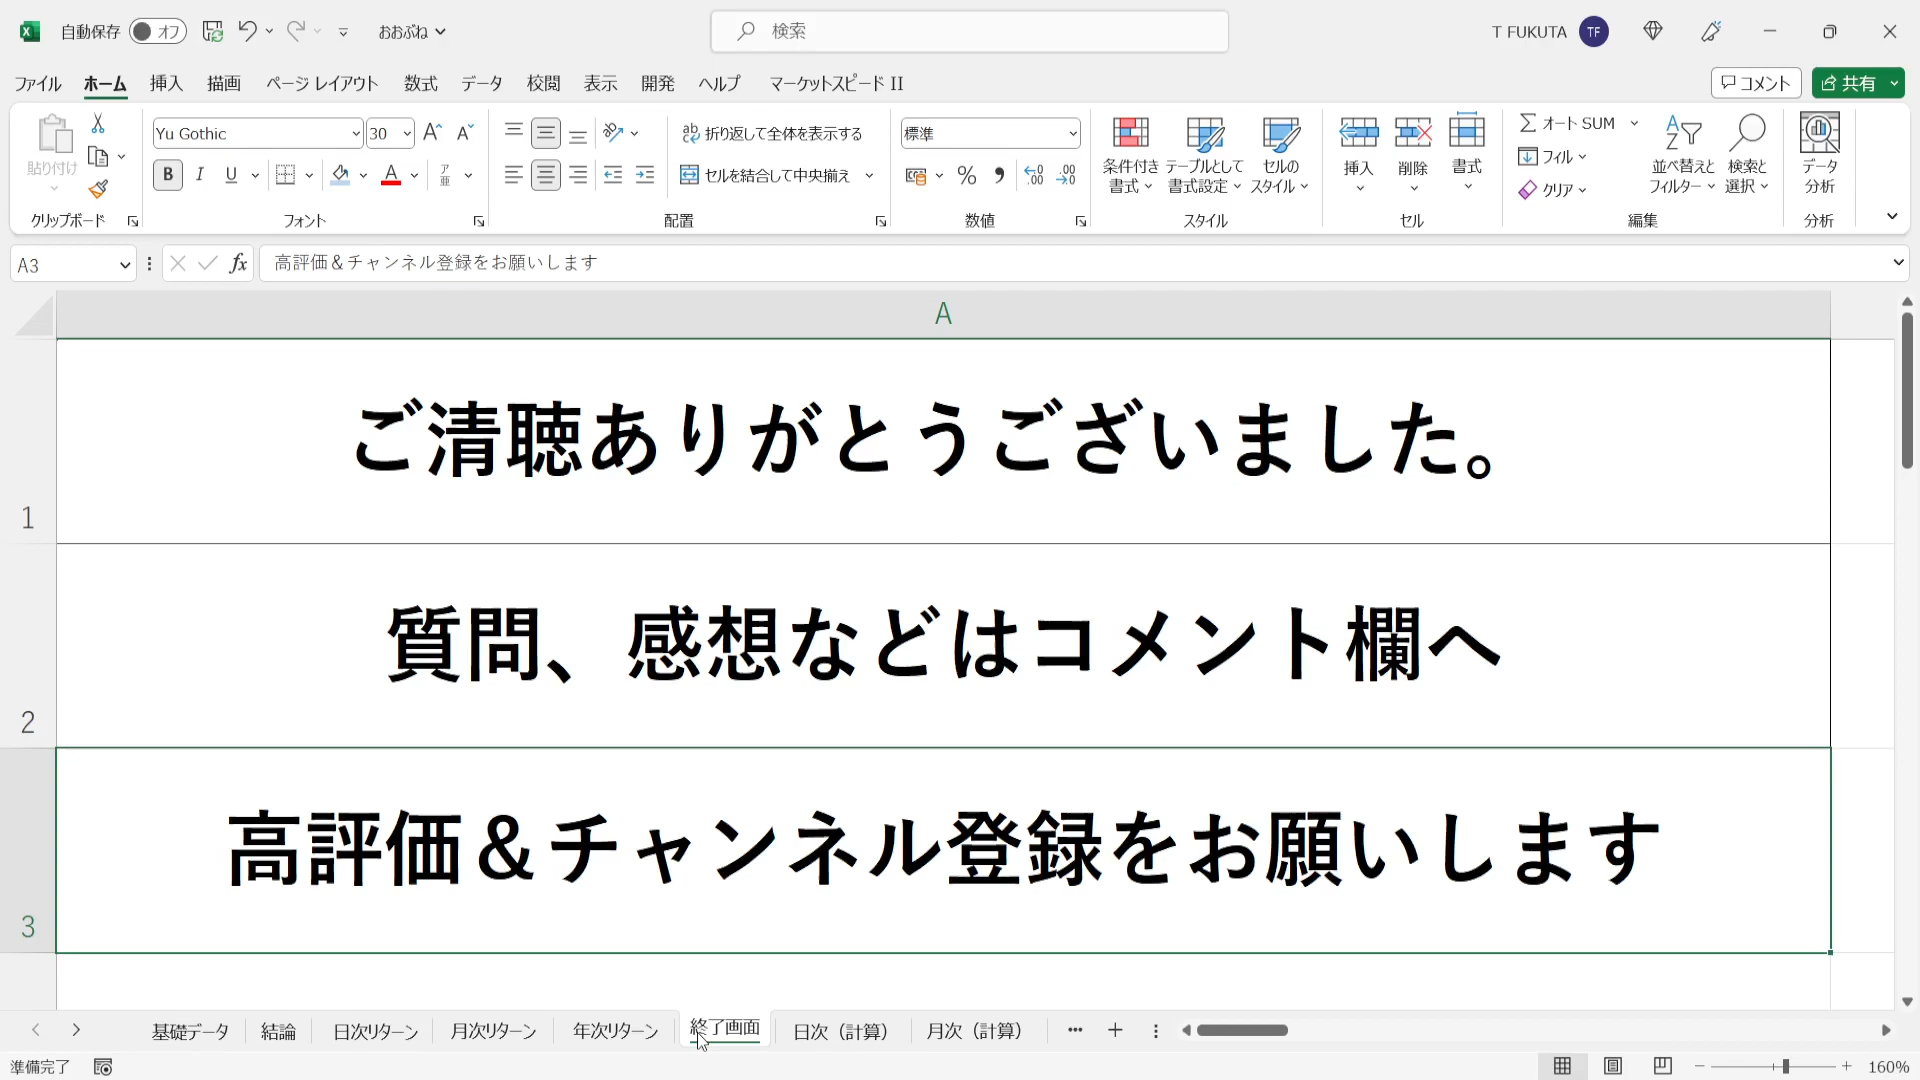 自動保存 オフ おおぶね 検索 T FUKUTA TF
ファイル ホーム 挿入 描画 ページ レイアウト 数式 データ 校閲 表示 開発 ヘルプ マーケットスピード II コメント 共有
貼り付け
クリップボード
Yu Gothic 30
B I U A ア亜
フォント
折り返して全体を表示する
セルを結合して中央揃え
配置
標準
数値
条件付き書式 テーブルとして書式設定 セルのスタイル
スタイル
挿入 削除 書式
セル
オート SUM
フィル
クリア
並べ替えとフィルター 検索と選択
編集
データ分析
分析
A3 fx 高評価＆チャンネル登録をお願いします
A
1 ご清聴ありがとうございました。
2 質問、感想などはコメント欄へ
3 高評価＆チャンネル登録をお願いします
基礎データ 結論 日次リターン 月次リターン 年次リターン 終了画面 日次（計算） 月次（計算） ...
準備完了 160%